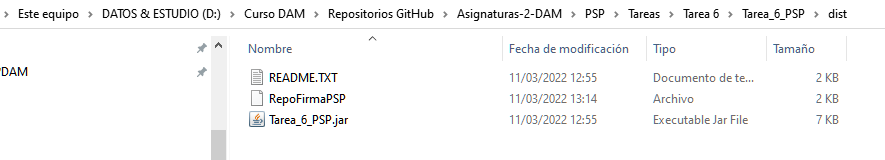 › Este equipo › DATOS & ESTUDIO (D:) › Curso DAM › Repositorios GitHub › Asignaturas-2-DAM › PSP › Tareas › Tarea 6 › Tarea_6_PSP › dist
Nombre Fecha de modificación Tipo Tamaño
PDAM
README.TXT 11/03/2022 12:55 Documento de te... 2 KB
RepoFirmaPSP 11/03/2022 13:14 Archivo 2 KB
Tarea_6_PSP.jar 11/03/2022 12:55 Executable Jar File 7 KB